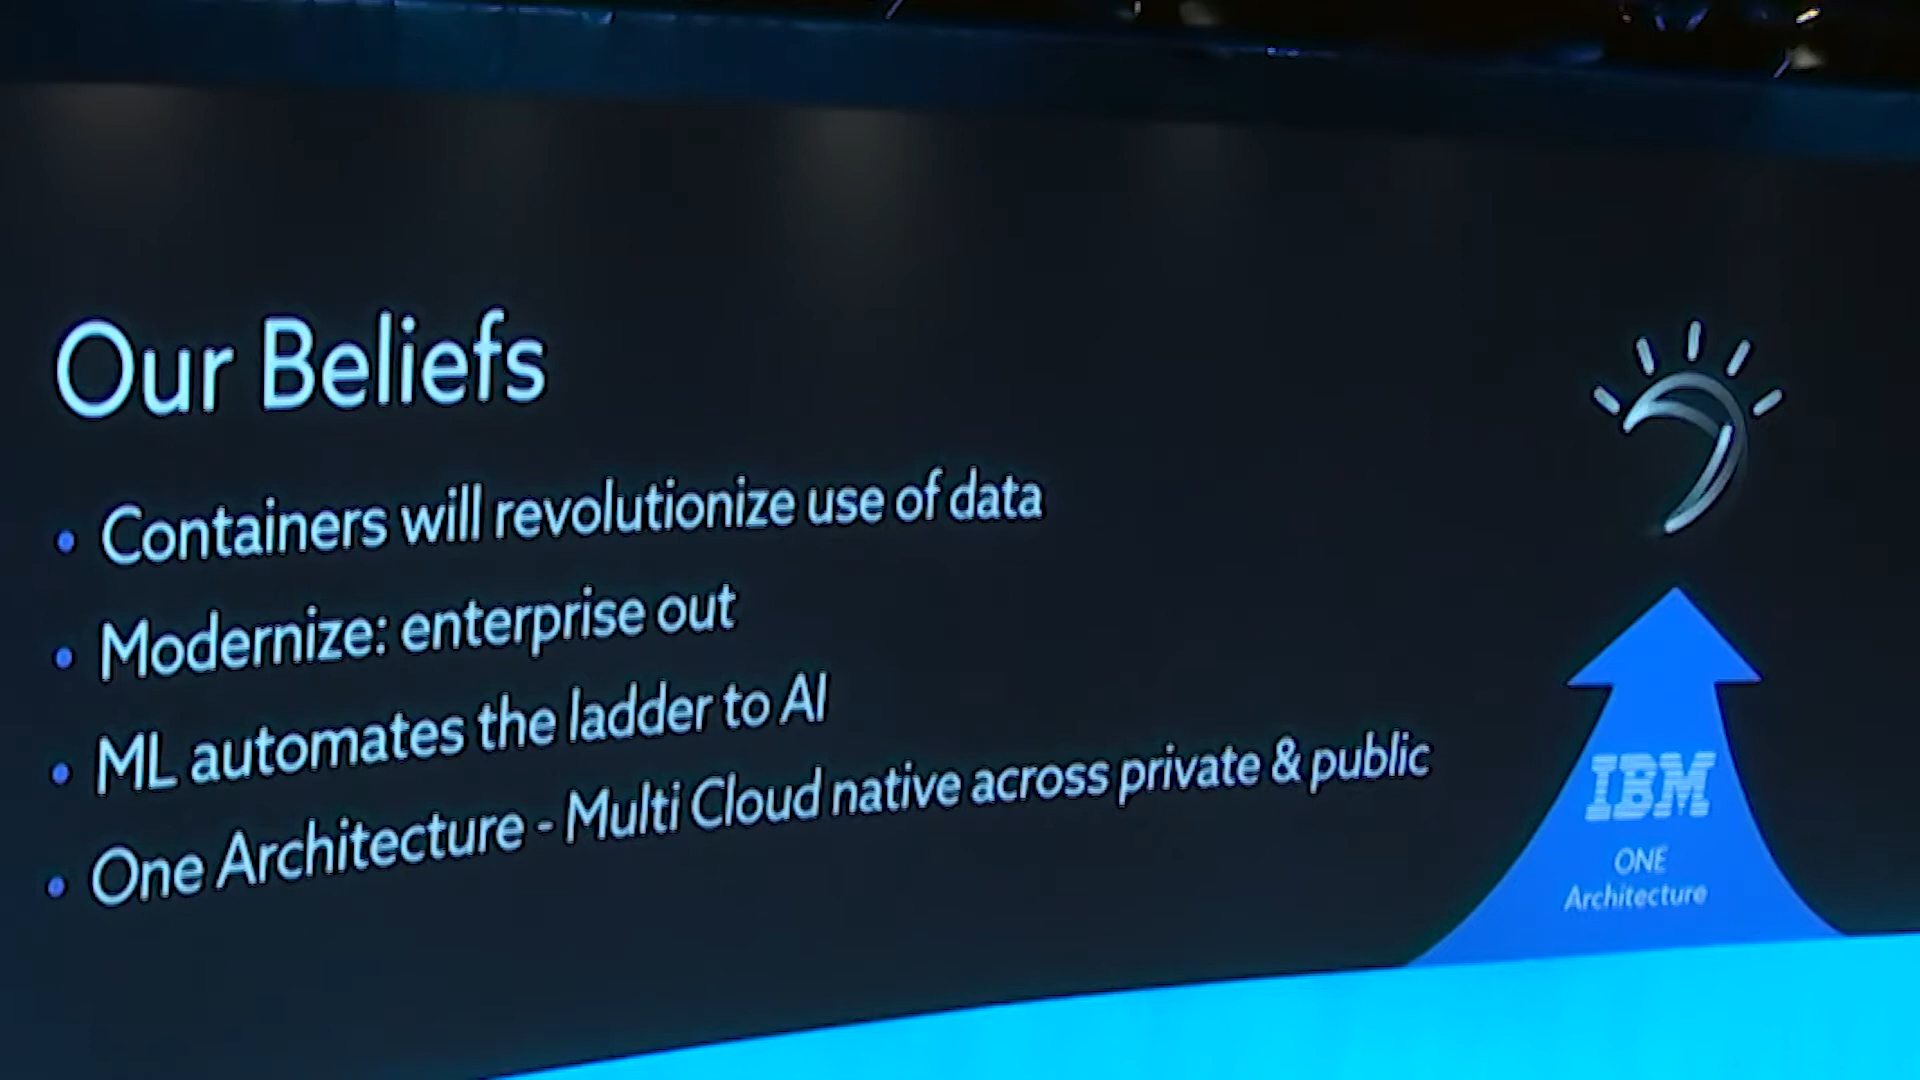 Our Beliefs
• Containers will revolutionize use of data
• Modernize: enterprise out
• ML automates the ladder to AI
• One Architecture - Multi Cloud native across private & public
IBM
ONE
Architecture